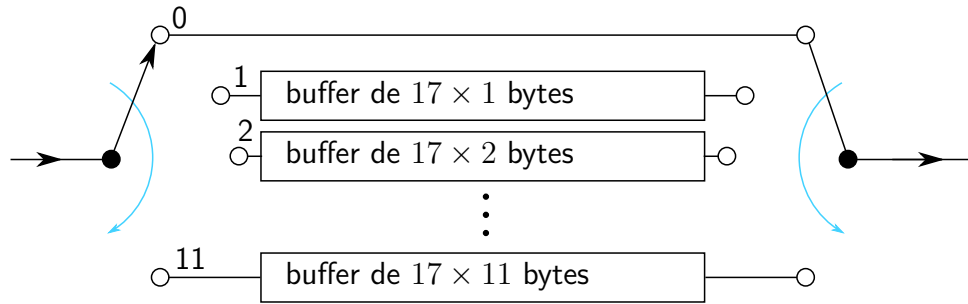 0
1 buffer de 17 × 1 bytes
2 buffer de 17 × 2 bytes
11 buffer de 17 × 11 bytes